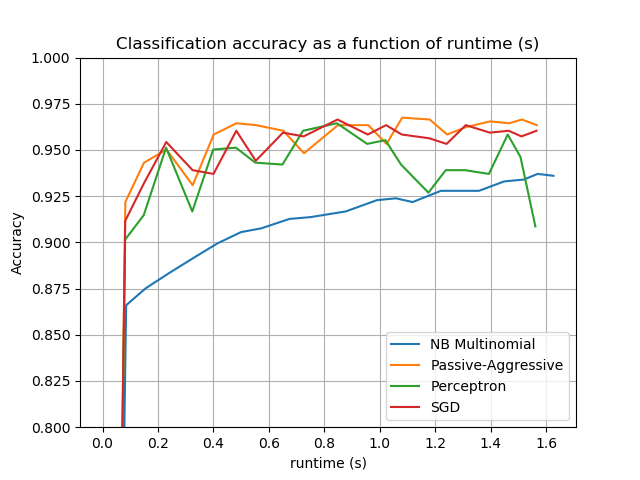 Classification accuracy as a function of runtime (s)
1.000
0.975
0.950
0.925
0.900
0.875
0.850
0.825
0.800
Accuracy
NB Multinomial
Passive-Aggressive
Perceptron
SGD
0.0 0.2 0.4 0.6 0.8 1.0 1.2 1.4 1.6
runtime (s)